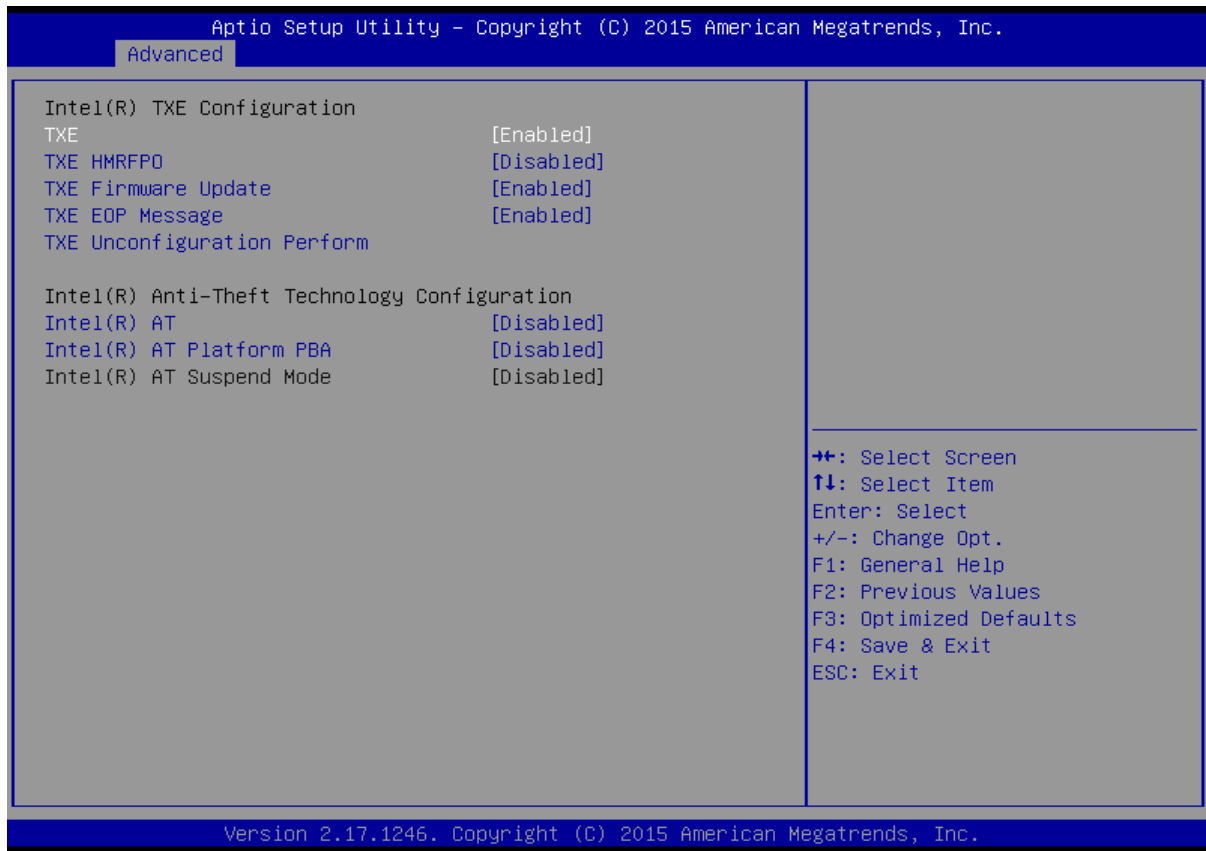 Aptio Setup Utility – Copyright (C) 2015 American Megatrends, Inc.
Advanced
Intel(R) TXE Configuration
TXE [Enabled]
TXE HMRFPO [Disabled]
TXE Firmware Update [Enabled]
TXE EOP Message [Enabled]
TXE Unconfiguration Perform
Intel(R) Anti-Theft Technology Configuration
Intel(R) AT [Disabled]
Intel(R) AT Platform PBA [Disabled]
Intel(R) AT Suspend Mode [Disabled]
→←: Select Screen
↑↓: Select Item
Enter: Select
+/-: Change Opt.
F1: General Help
F2: Previous Values
F3: Optimized Defaults
F4: Save & Exit
ESC: Exit
Version 2.17.1246. Copyright (C) 2015 American Megatrends, Inc.